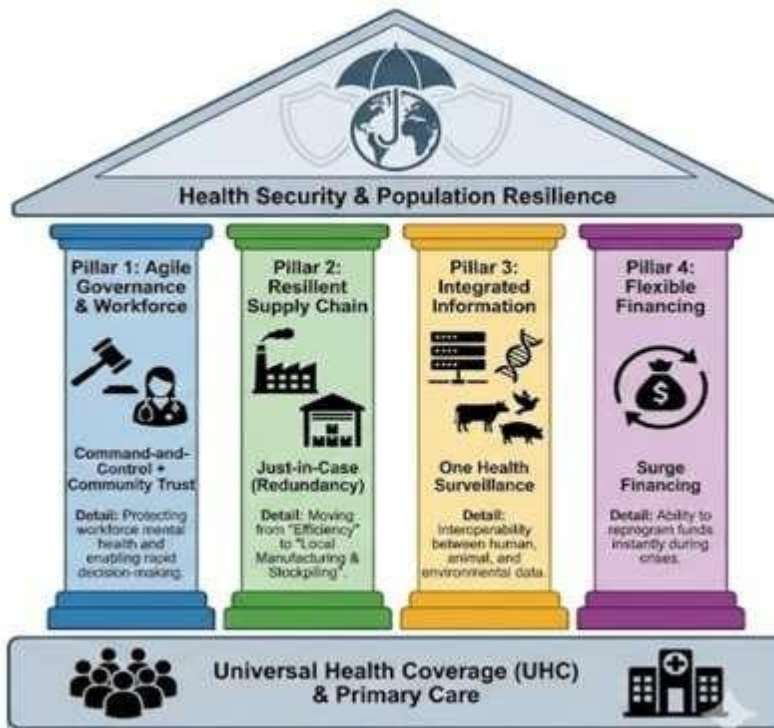 Health Security & Population Resilience
Pillar 1: Agile
Governance
& Workforce
Command-and-
Control +
Community Trust
Detail: Protecting
workforce mental
health and
enabling rapid
decision-making.
Pillar 2:
Resilient
Supply Chain
Just-in-Case
(Redundancy)
Detail: Moving
from "Efficiency"
to "Local
Manufacturing &
Stockpiling".
Pillar 3:
Integrated
Information
One Health
Surveillance
Detail:
Interoperability
between human,
animal, and
environmental data.
Pillar 4:
Flexible
Financing
$
Surge
Financing
Detail: Ability to
reprogram funds
instantly during
crises.
Universal Health Coverage (UHC)
& Primary Care